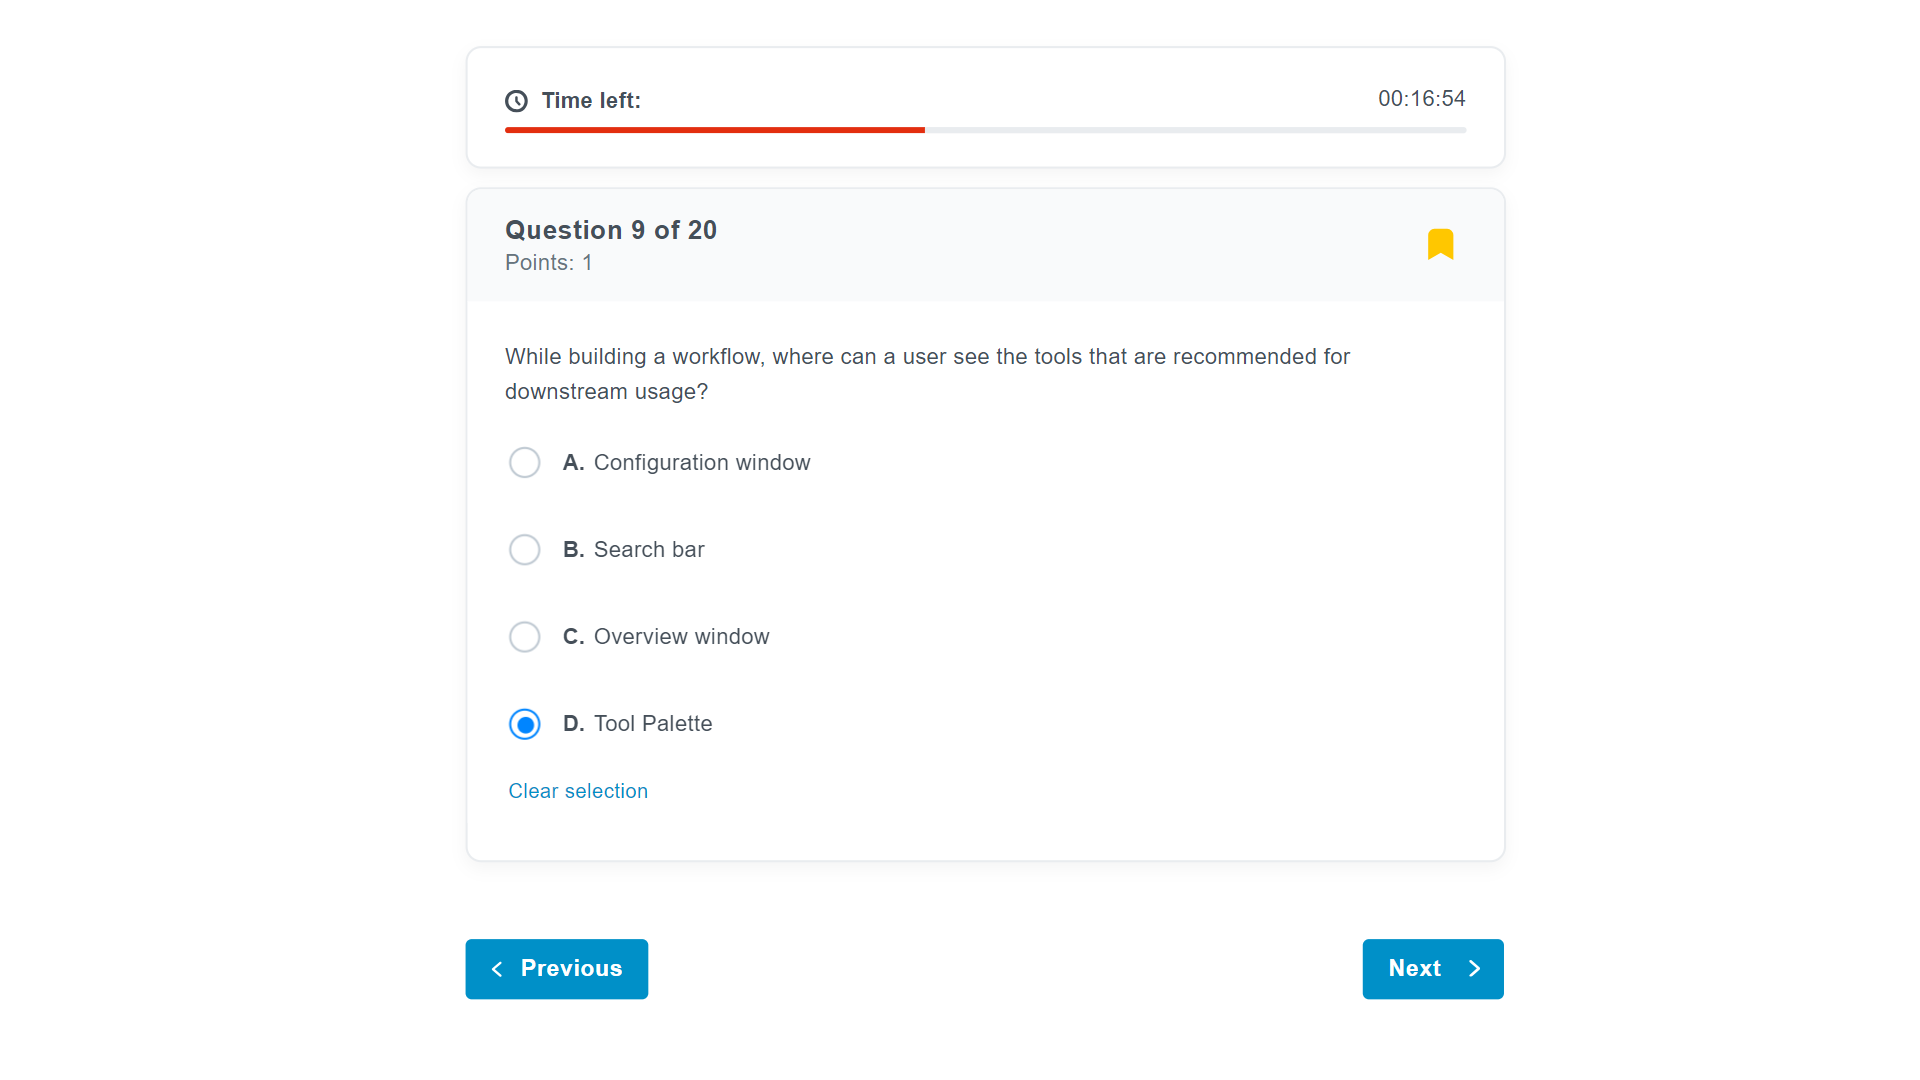 Time left:
00:16:54
Question 9 of 20
Points: 1
While building a workflow, where can a user see the tools that are recommended for
downstream usage?
A. Configuration window
B. Search bar
C. Overview window
D. Tool Palette
Clear selection
Previous
Next